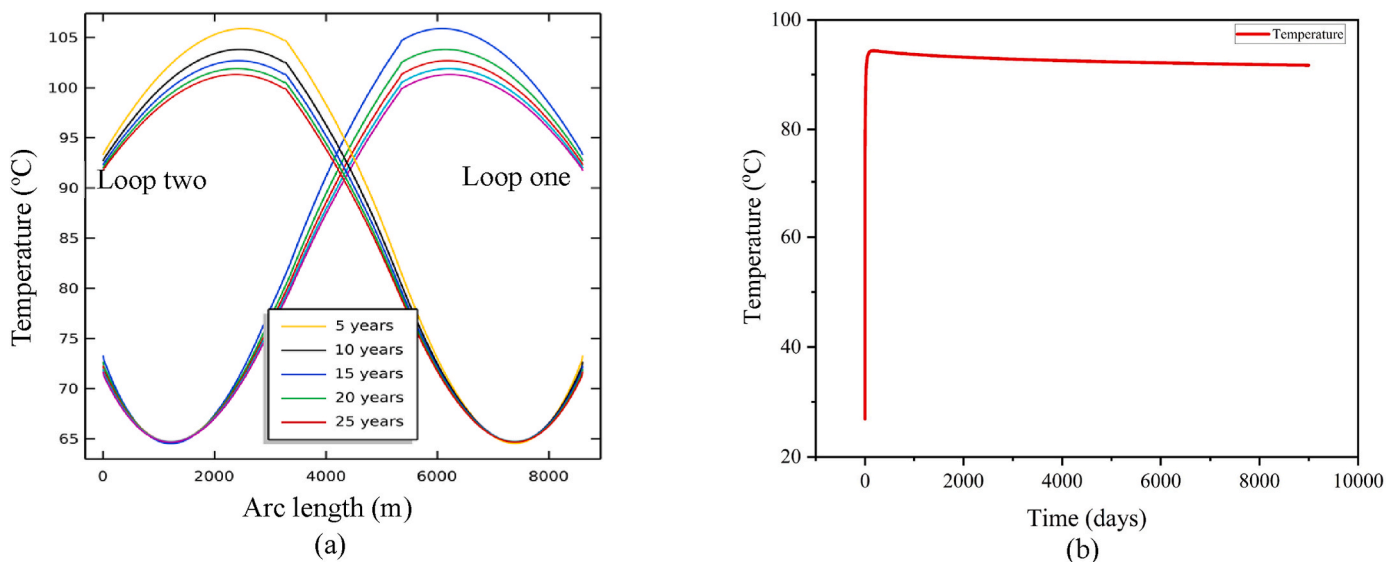 105
100
95
90
85
80
75
70
65
Temperature (ºC)
Loop two
Loop one
5 years
10 years
15 years
20 years
25 years
0
2000
4000
6000
8000
Arc length (m)
(a)
100
80
60
40
20
Temperature (ºC)
Temperature
0
2000
4000
6000
8000
10000
Time (days)
(b)